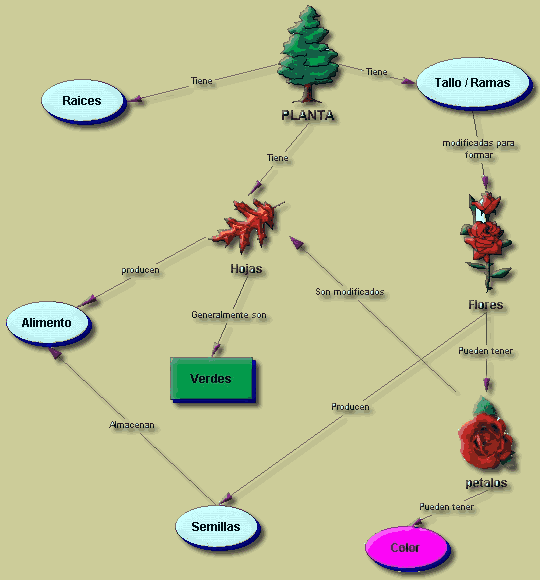 Tiene
Tiene
Raices
Tallo / Ramas
PLANTA
modificadas para
formar
Tiene
Hojas
producen
Son modificados
Flores
Generalmente son
Alimento
Pueden tener
Verdes
Producen
Almacenan
petalos
Pueden tener
Semillas
Color